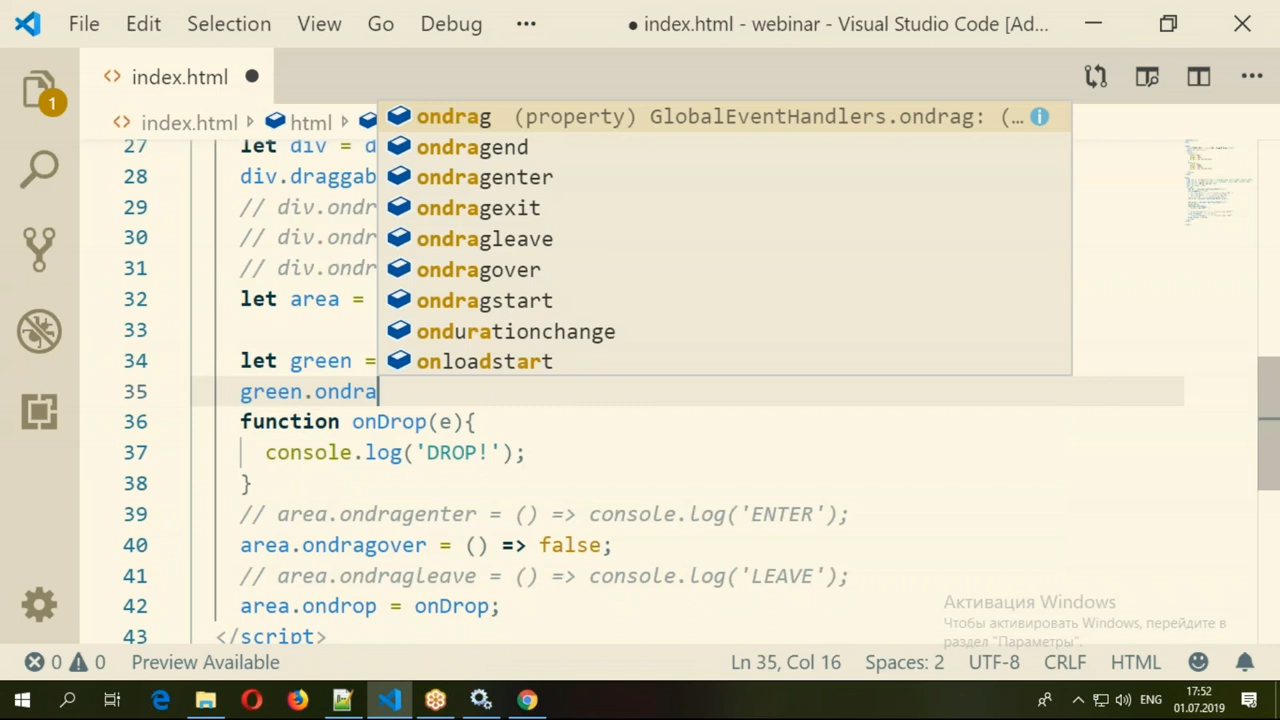 File Edit Selection View Go Debug ••• ● index.html - webinar - Visual Studio Code [Ad...
<> index.html ●
1
<> index.html > html >
ondrag (property) GlobalEventHandlers.ondrag: (…
ondragend
ondragenter
ondragexit
ondragleave
ondragover
ondragstart
ondurationchange
onloadstart
27 let div = d
28 div.draggab
29 // div.ondr
30 // div.ondr
31 // div.ondr
32 let area =
33
34 let green =
35 green.ondra
36 function onDrop(e){
37 console.log('DROP!');
38 }
39 // area.ondragenter = () => console.log('ENTER');
40 area.ondragover = () => false;
41 // area.ondragleave = () => console.log('LEAVE');
42 area.ondrop = onDrop;
43 </script>
Активация Windows
Чтобы активировать Windows, перейдите в
раздел "Параметры".
0 0 Preview Available Ln 35, Col 16 Spaces: 2 UTF-8 CRLF HTML
ENG 17:52
01.07.2019